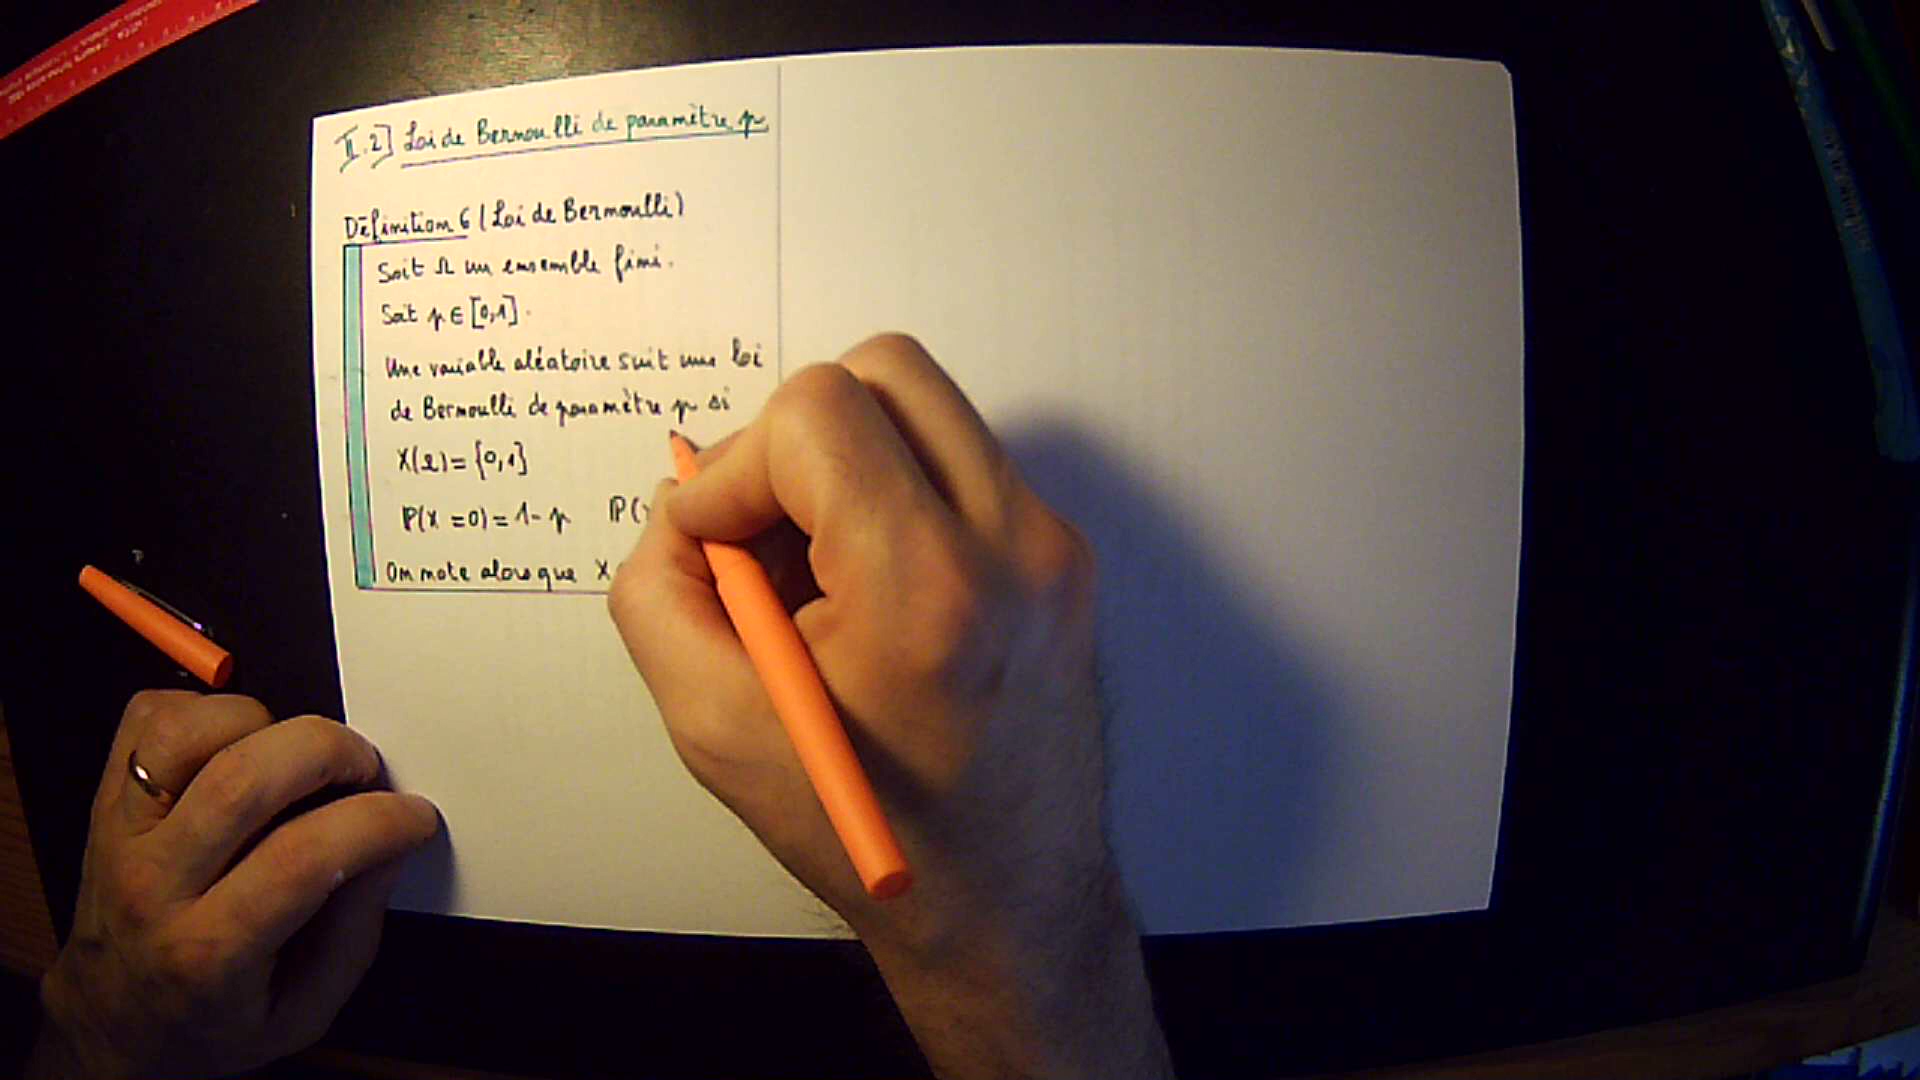 II.2] Loi de Bernoulli de paramètre p
Définition 6 (Loi de Bernoulli)
Soit Ω un ensemble fini.
Soit p ∈ [0,1].
Une variable aléatoire suit une loi
de Bernoulli de paramètre p si
X(Ω) = {0,1}
P(X = 0) = 1 - p P(X
On note alors que X